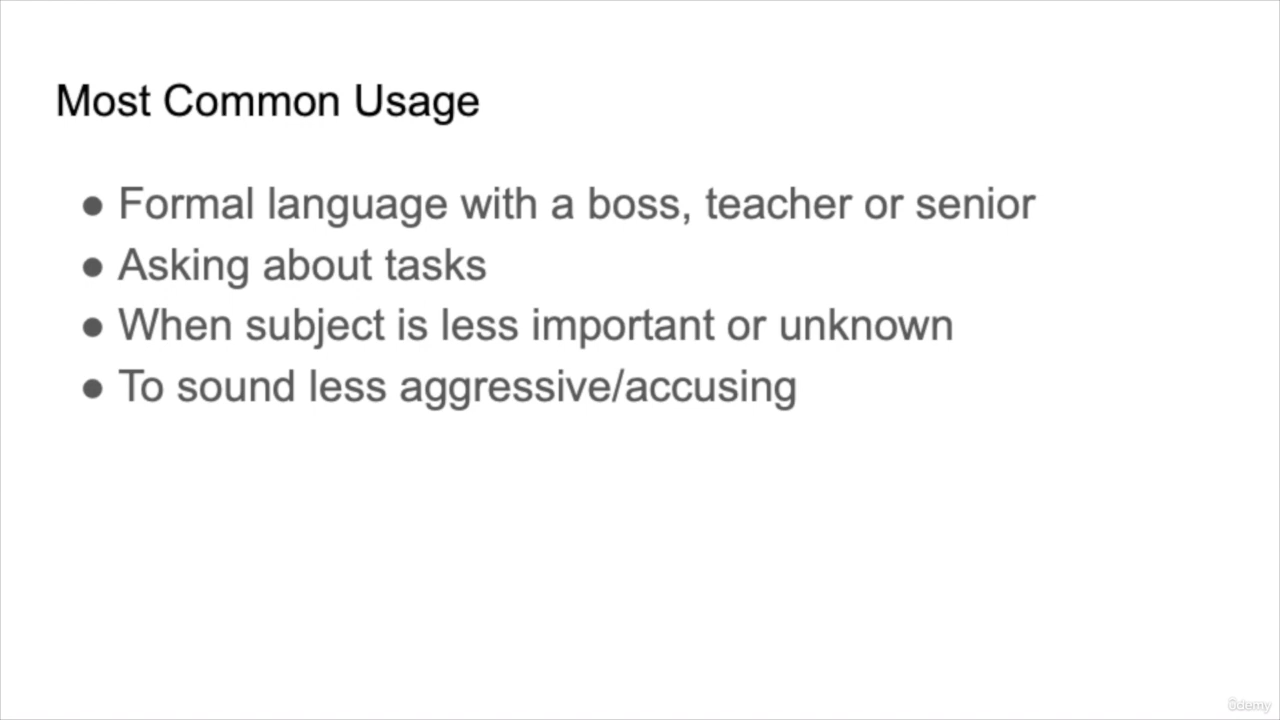 Most Common Usage
● Formal language with a boss, teacher or senior
● Asking about tasks
● When subject is less important or unknown
● To sound less aggressive/accusing
ûdemy